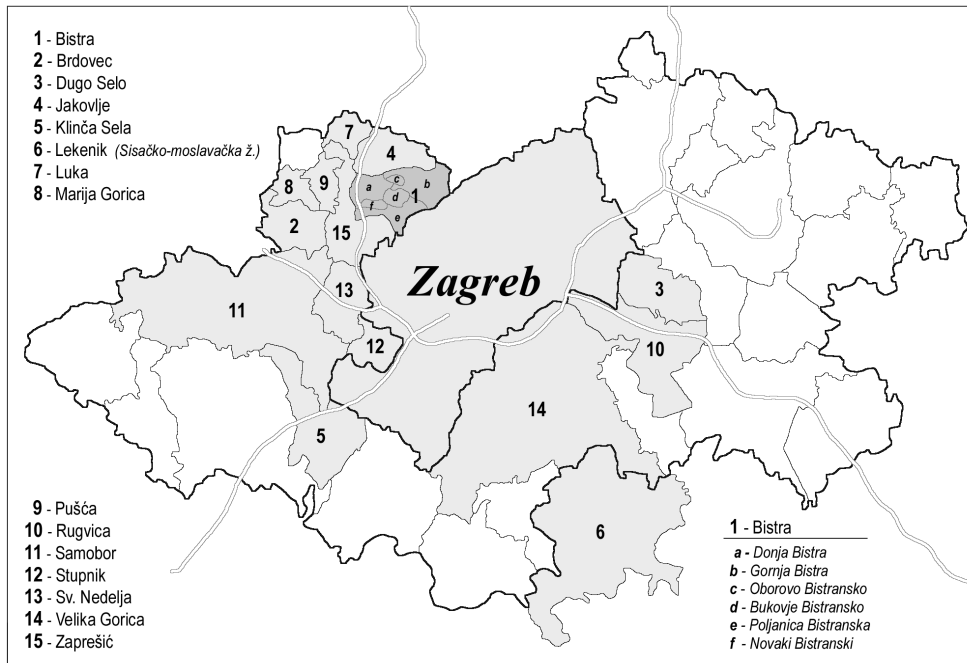 1 - Bistra
2 - Brdovec
3 - Dugo Selo
4 - Jakovlje
5 - Klinča Sela
6 - Lekenik (Sisačko-moslavačka ž.)
7 - Luka
8 - Marija Gorica
7
4
8
9
a
c
b
d
1
f
e
2
15
Zagreb
11
13
3
12
10
14
5
6
9 - Pušća
10 - Rugvica
11 - Samobor
12 - Stupnik
13 - Sv. Nedelja
14 - Velika Gorica
15 - Zaprešić
1 - Bistra
a - Donja Bistra
b - Gornja Bistra
c - Oborovo Bistransko
d - Bukovje Bistransko
e - Poljanica Bistranska
f - Novaki Bistranski